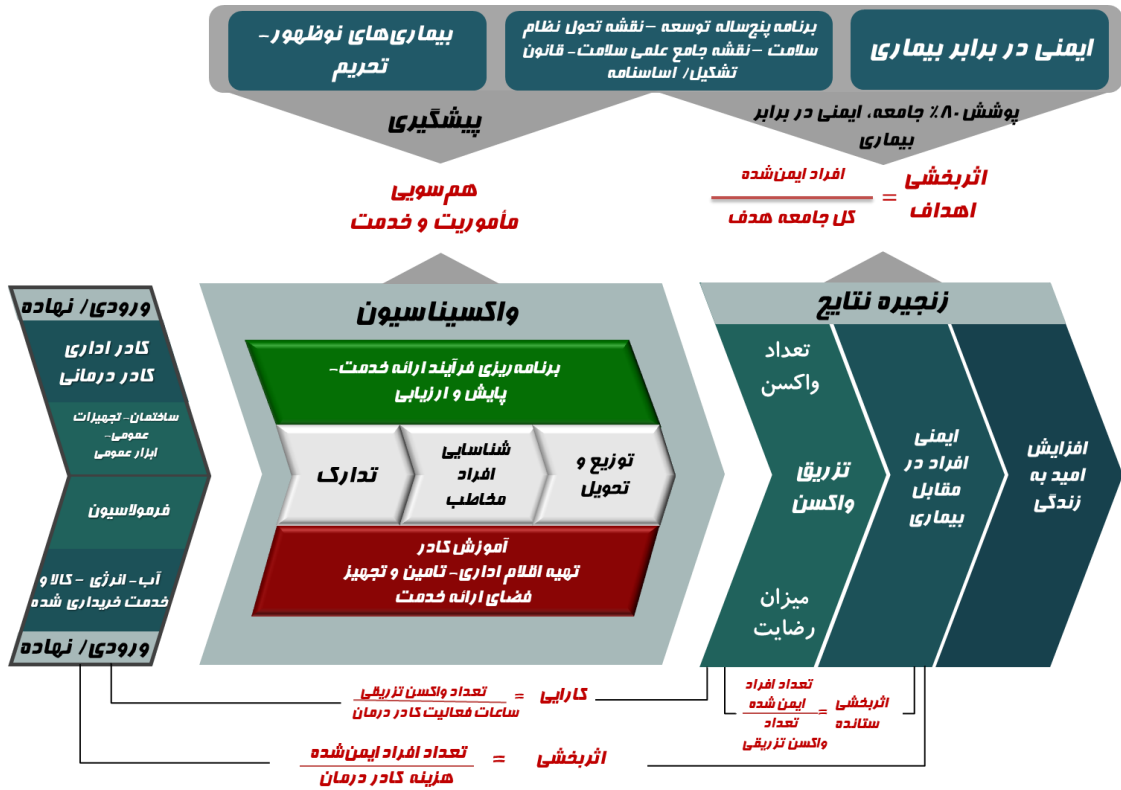 ایمنی در برابر بیماری
برنامه پنج‌ساله توسعه – نقشه تحول نظام
سلامت – نقشه جامع علمی سلامت- قانون
تشکیل/ اساسنامه
بیماری‌های نوظهور-
تحریم
پوشش ۸۰٪ جامعه، ایمنی در برابر
بیماری
پیشگیری
اثربخشی
اهداف
=
افراد ایمن‌شده
کل جامعه هدف
هم‌سویی
مأموریت و خدمت
زنجیره نتایج
تعداد
واکسن
تزریق
واکسن
میزان
رضایت
ایمنی
افراد در
مقابل
بیماری
افزایش
امید به
زندگی
واکسیناسیون
برنامه‌ریزی فرآیند ارائه خدمت-
پایش و ارزیابی
توزیع و
تحویل
شناسایی
افراد
مخاطب
تدارک
آموزش کادر
تهیه اقلام اداری- تامین و تجهیز
فضای ارائه خدمت
ورودی/ نهاده
کادر اداری
کادر درمانی
ساختمان- تجهیزات
عمومی-
ابزار عمومی
فرمولاسیون
آب- انرژی - کالا و
خدمت خریداری شده
ورودی/ نهاده
اثربخشی
ستانده
=
تعداد افراد
ایمن شده
تعداد
واکسن تزریقی
کارایی
=
تعداد واکسن تزریقی
ساعات فعالیت کادر درمان
اثربخشی
=
تعداد افراد ایمن‌شده
هزینه کادر درمان